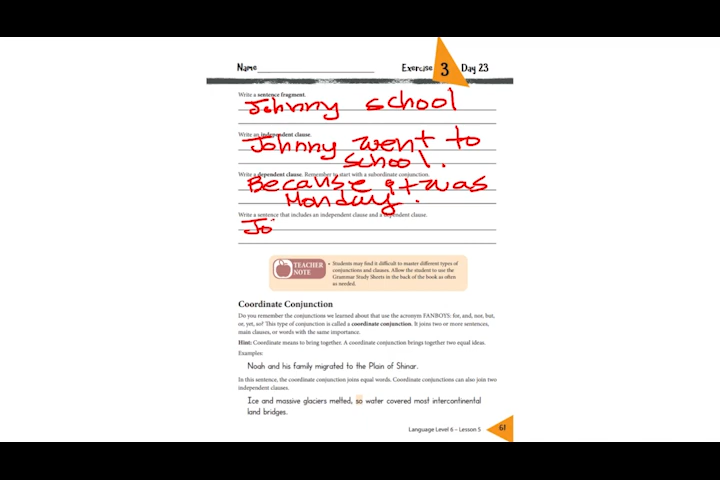 Name
Exercise 3 Day 23
Write a sentence fragment.
Johnny school
Write an independent clause.
Johnny went to
school.
Write a dependent clause. Remember to start with a subordinate conjunction.
Because it was
Monday.
Write a sentence that includes an independent clause and a dependent clause.
Jo
TEACHER
NOTE
• Students may find it difficult to master different types of
conjunctions and clauses. Allow the student to use the
Grammar Study Sheets in the back of the book as often
as needed.
Coordinate Conjunction
Do you remember the conjunctions we learned about that use the acronym FANBOYS: for, and, nor, but,
or, yet, so? This type of conjunction is called a coordinate conjunction. It joins two or more sentences,
main clauses, or words with the same importance.
Hint: Coordinate means to bring together. A coordinate conjunction brings together two equal ideas.
Examples:
Noah and his family migrated to the Plain of Shinar.
In this sentence, the coordinate conjunction joins equal words. Coordinate conjunctions can also join two
independent clauses.
Ice and massive glaciers melted, so water covered most intercontinental
land bridges.
Language Level 6 – Lesson 5 61